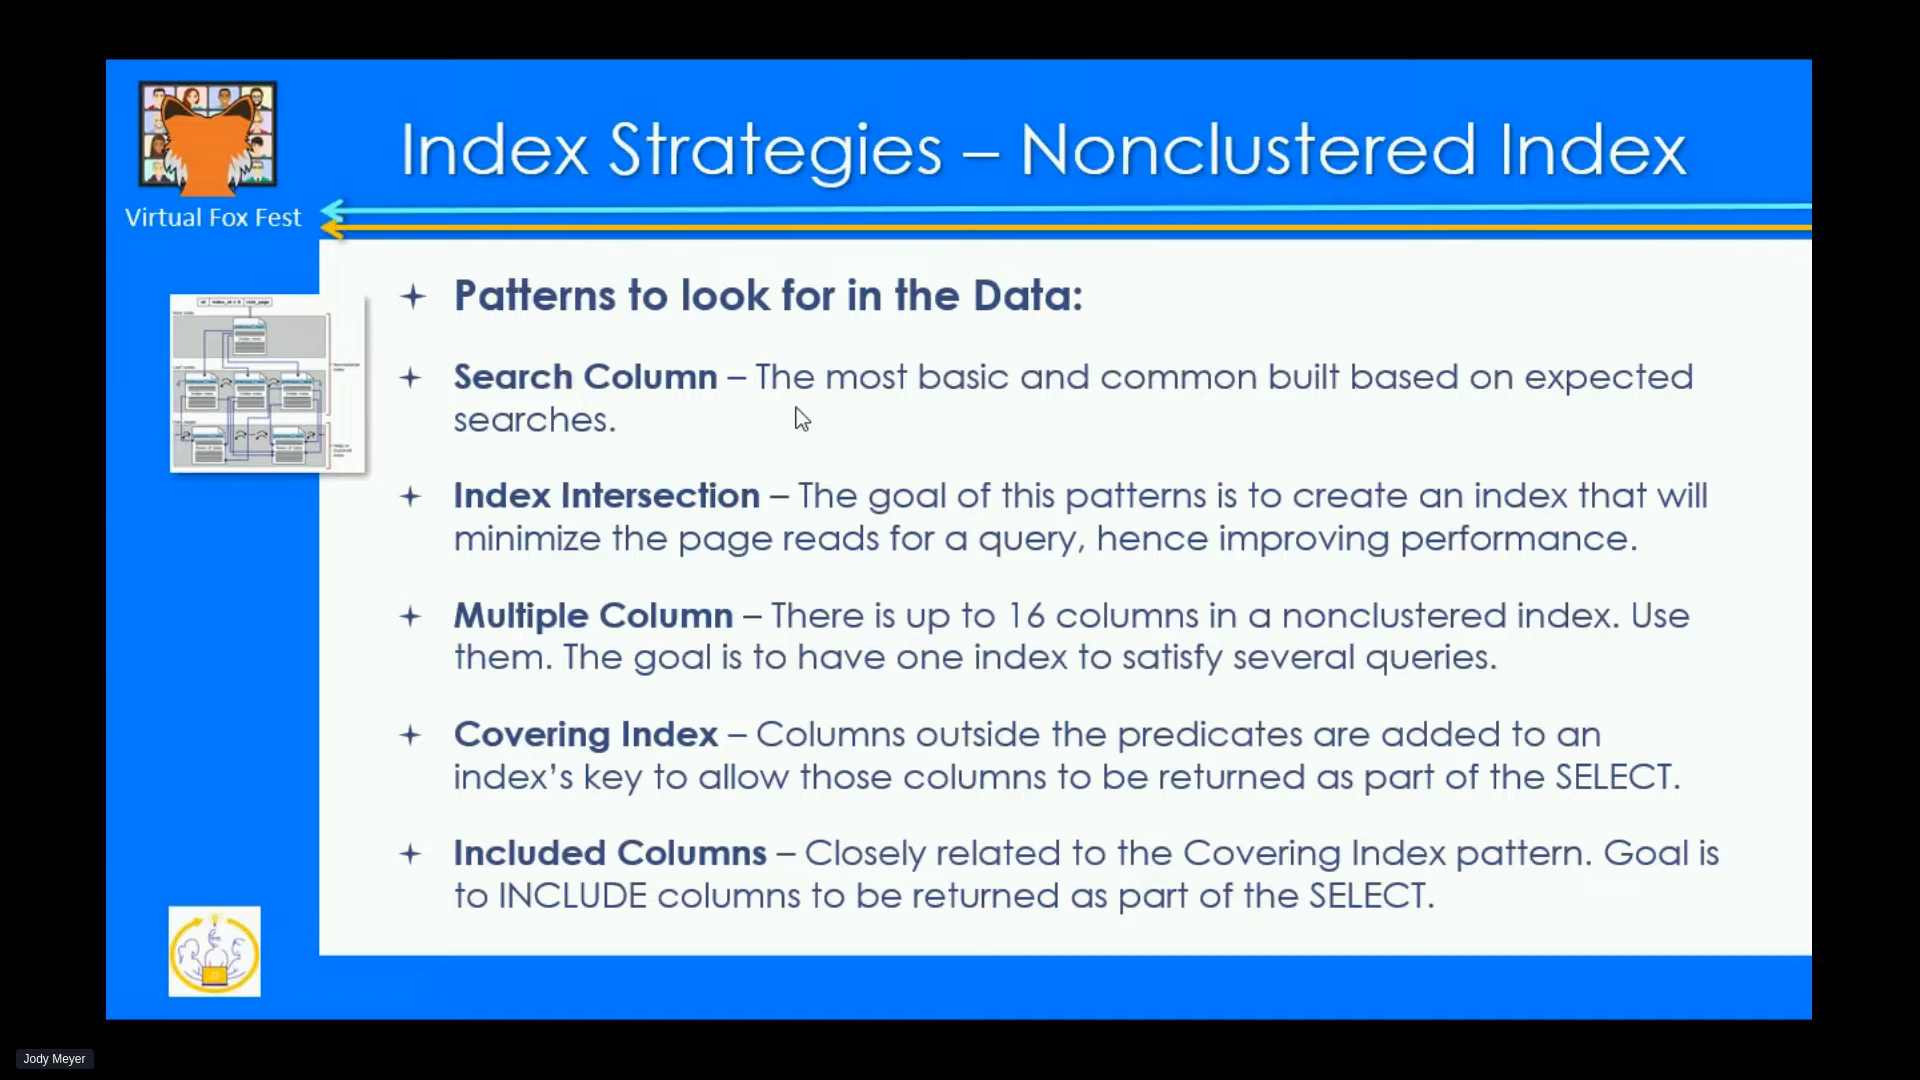 Index Strategies – Nonclustered Index
Virtual Fox Fest
Patterns to look for in the Data:
Search Column – The most basic and common built based on expected
searches.
Index Intersection – The goal of this patterns is to create an index that will
minimize the page reads for a query, hence improving performance.
Multiple Column – There is up to 16 columns in a nonclustered index. Use
them. The goal is to have one index to satisfy several queries.
Covering Index – Columns outside the predicates are added to an
index’s key to allow those columns to be returned as part of the SELECT.
Included Columns – Closely related to the Covering Index pattern. Goal is
to INCLUDE columns to be returned as part of the SELECT.
Jody Meyer